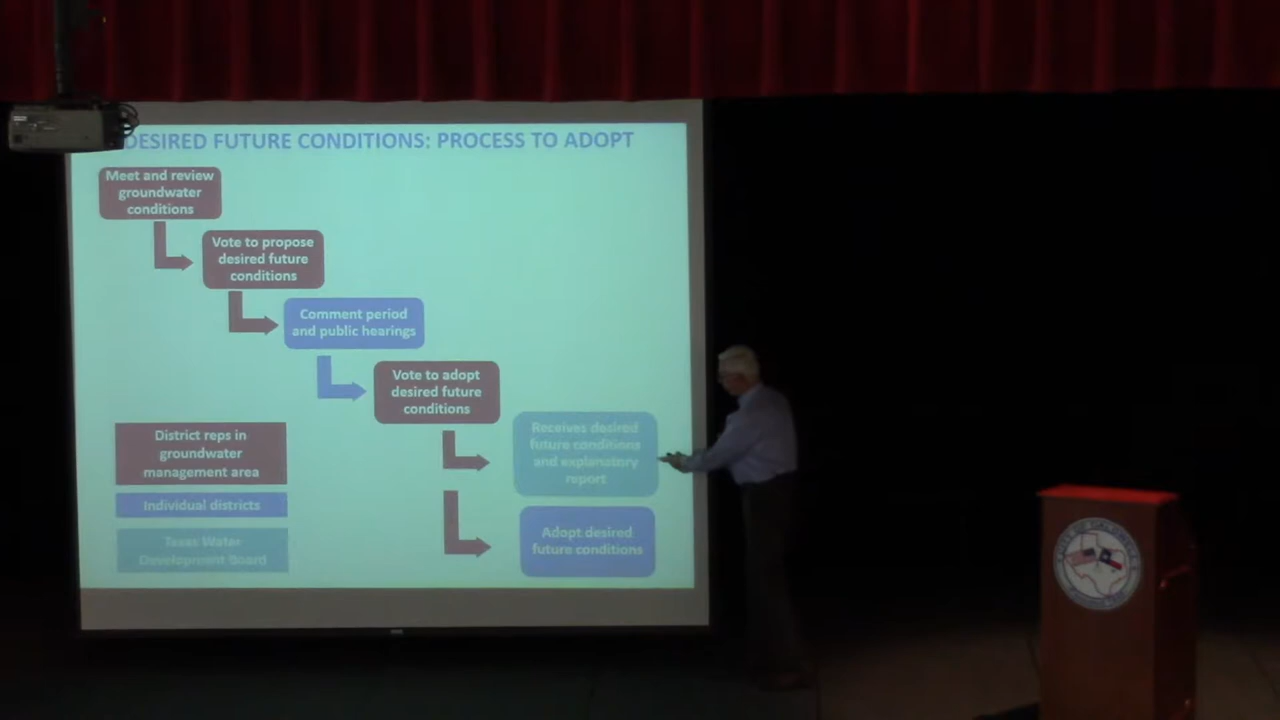 DESIRED FUTURE CONDITIONS: PROCESS TO ADOPT
Meet and review
groundwater
conditions
Vote to propose
desired future
conditions
Comment period
and public hearings
Vote to adopt
desired future
conditions
Receives desired
future conditions
and explanatory
report
Adopt desired
future conditions
District reps in
groundwater
management area
Individual districts
Texas Water
Development Board